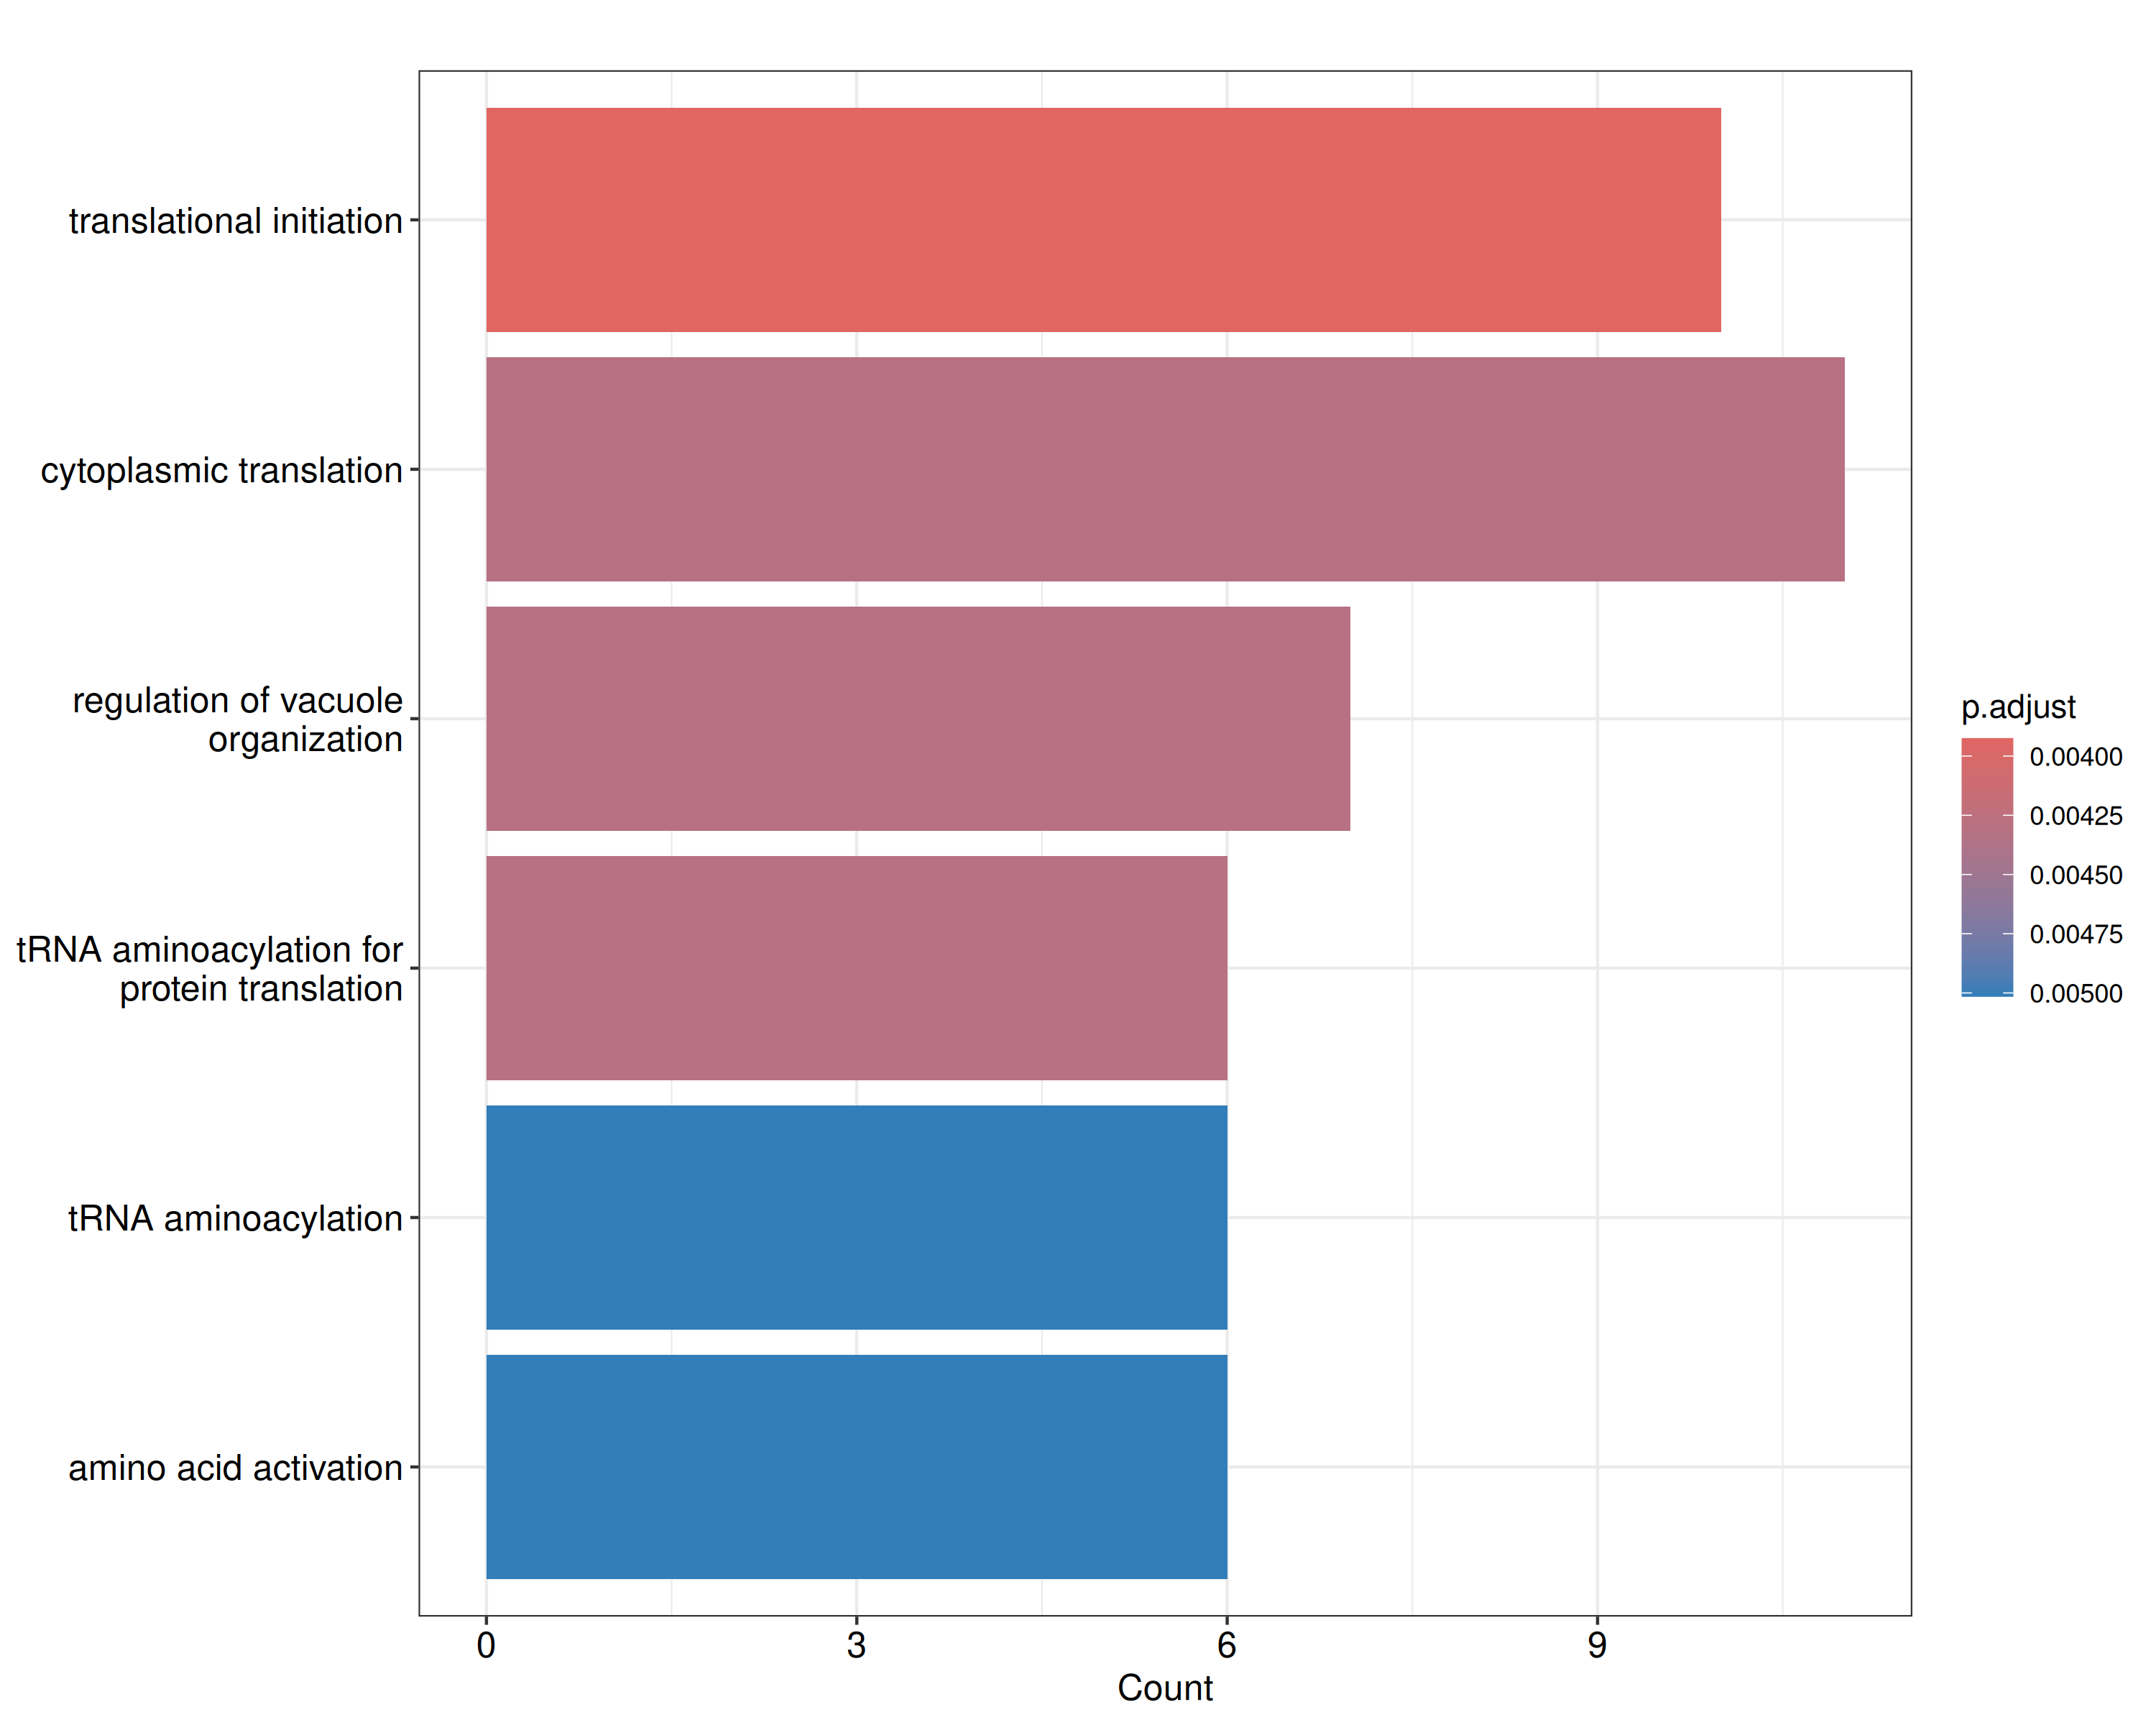 translational initiation
cytoplasmic translation
regulation of vacuole
organization
tRNA aminoacylation for
protein translation
tRNA aminoacylation
amino acid activation
0
3
6
9
Count
p.adjust
0.00400
0.00425
0.00450
0.00475
0.00500